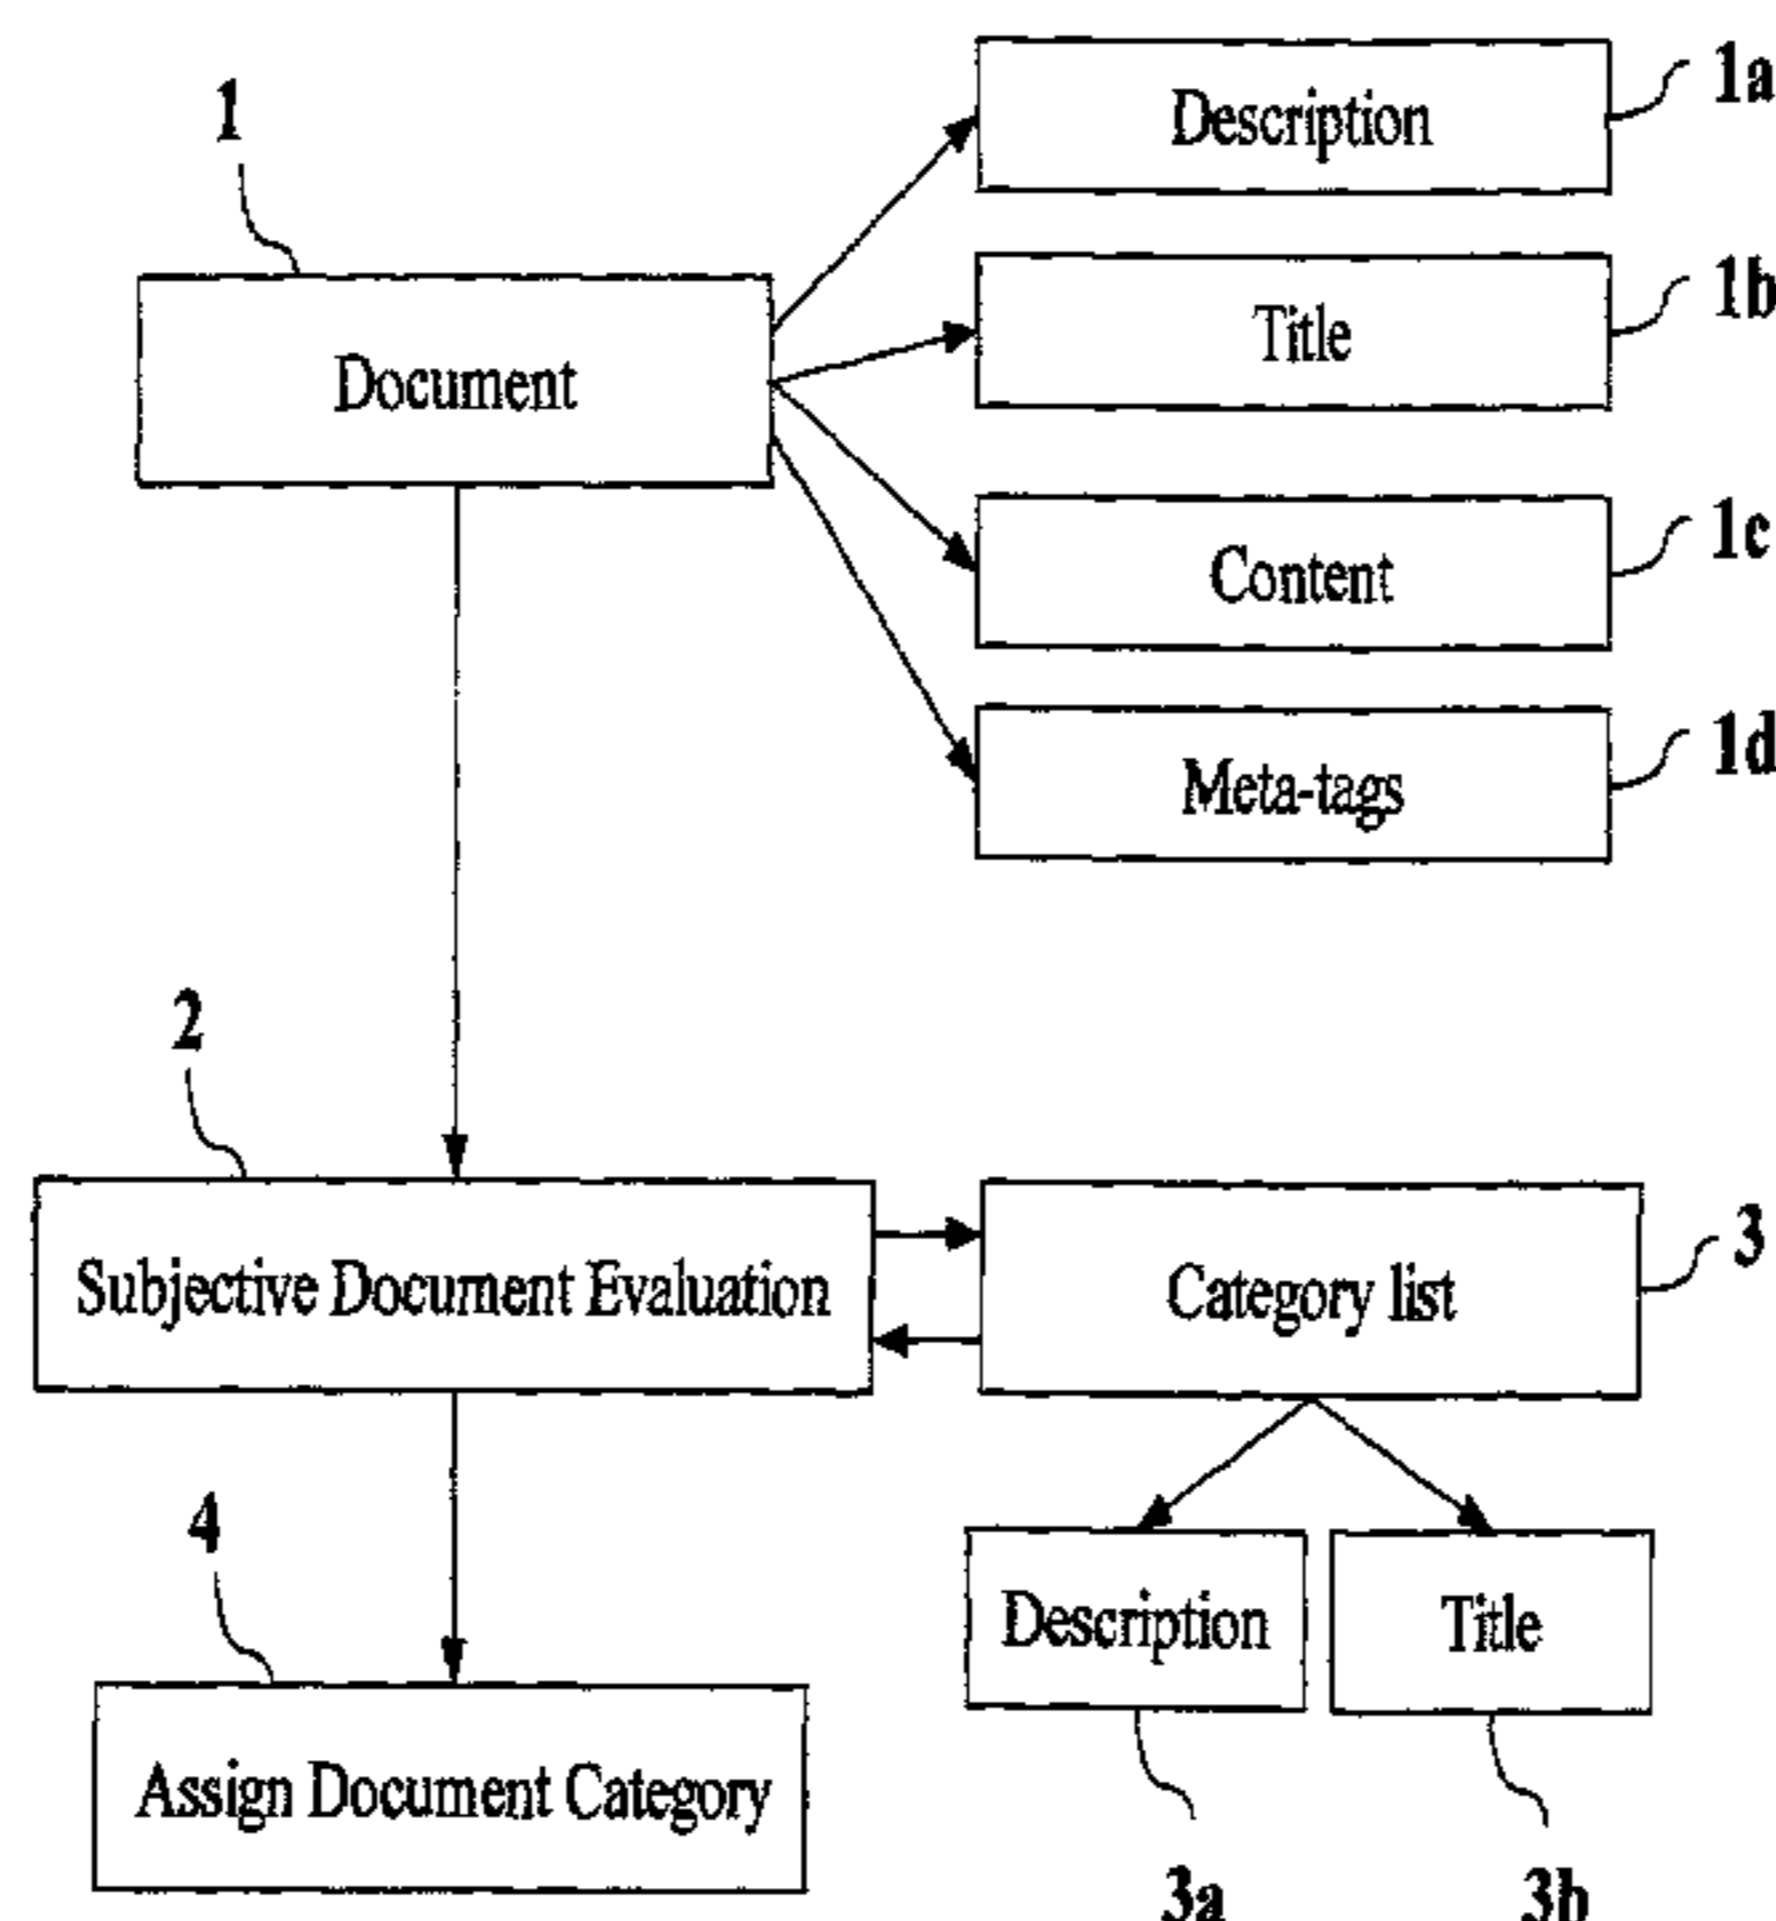 1a
Description
1
1b
Title
Document
1c
Content
1d
Meta-tags
2
3
Subjective Document Evaluation
Category list
4
Description
Title
Assign Document Category
3a
3b